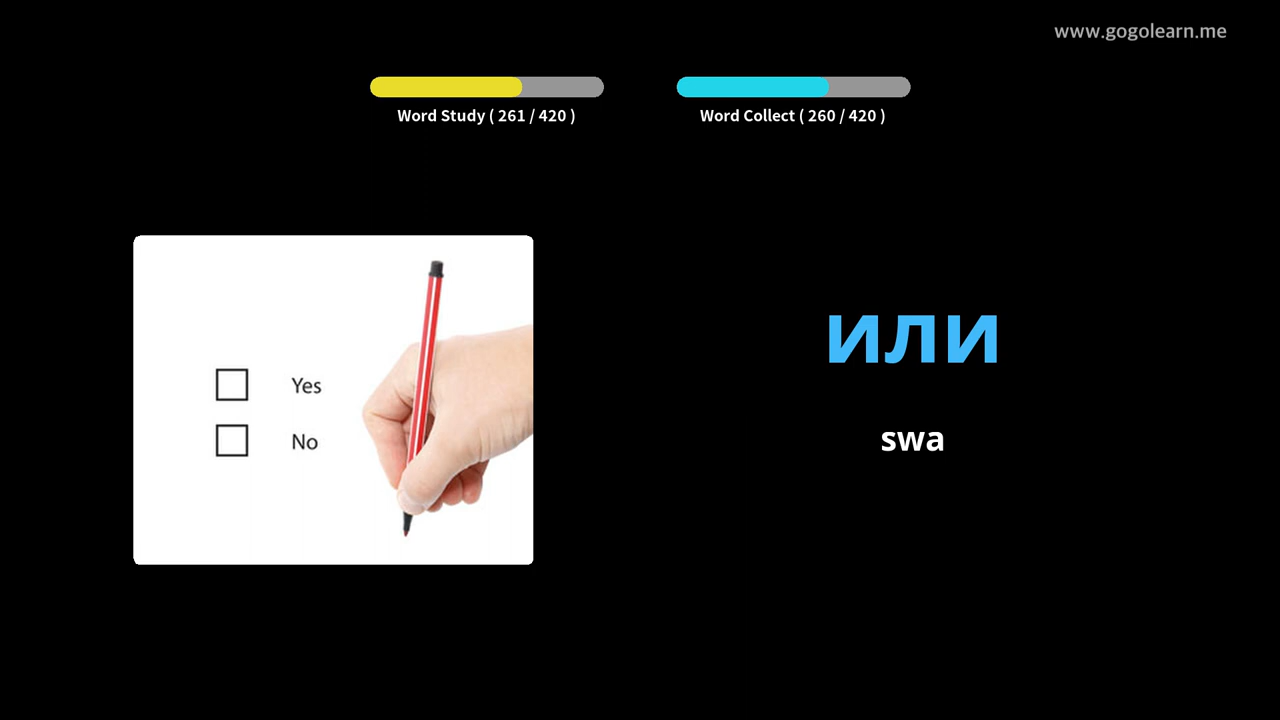 www.gogolearn.me
Word Study ( 261 / 420 )
Word Collect ( 260 / 420 )
Yes
No
или
swa